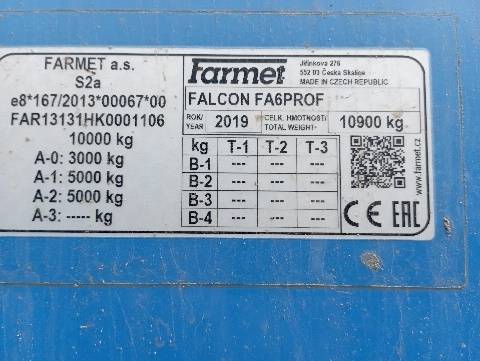 FARMET a.s.
S2a
e8*167/2013*00067*00
FAR13131HK0001106
10000 kg
A-0: 3000 kg
A-1: 5000 kg
A-2: 5000 kg
A-3: ----- kg
Farmet
Jiřinkova 276
552 03 Česka Skalice
MADE IN CZECH REPUBLIC
FALCON FA6PROF
ROK/
YEAR
2019
CELK. HMOTNOST/
TOTAL WEIGHT-
10900 kg
kg T-1 T-2 T-3
B-1 --- --- ---
B-2 --- --- ---
B-3 --- --- ---
B-4 --- --- ---
www.farmet.cz
CE EAC